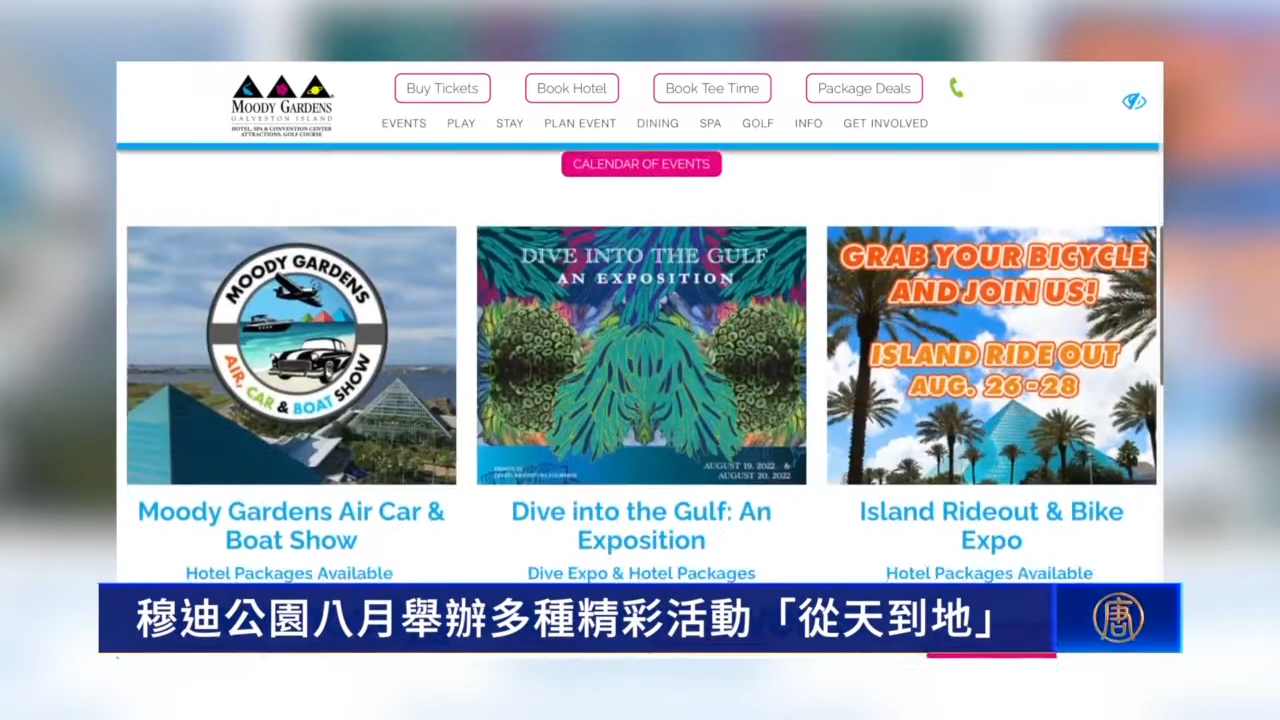 Buy Tickets
Book Hotel
Book Tee Time
Package Deals
MOODY GARDENS
GALVESTON ISLAND
HOTEL, SPA & CONVENTION CENTER
ATTRACTIONS, GOLF COURSE
EVENTS
PLAY
STAY
PLAN EVENT
DINING
SPA
GOLF
INFO
GET INVOLVED
CALENDAR OF EVENTS
MOODY GARDENS
AIR, CAR & BOAT SHOW
DIVE INTO THE GULF
AN EXPOSITION
AUGUST 19, 2022 &
AUGUST 20, 2022
GRAB YOUR BICYCLE
AND JOIN US!
ISLAND RIDE OUT
AUG. 26-28
Moody Gardens Air Car &
Boat Show
Hotel Packages Available
Dive into the Gulf: An
Exposition
Dive Expo & Hotel Packages
Island Rideout & Bike
Expo
Hotel Packages Available
穆迪公園八月舉辦多種精彩活動「從天到地」
唐